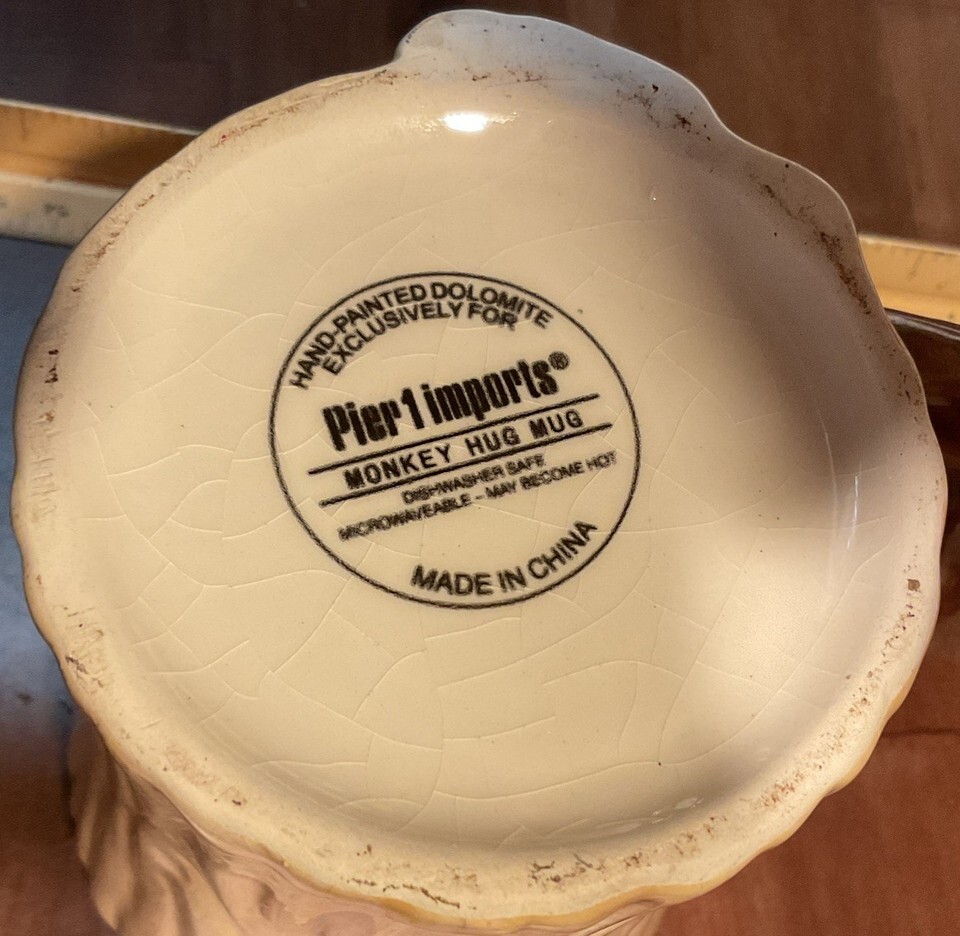 HAND-PAINTED DOLOMITE
EXCLUSIVELY FOR
Pier 1 imports®
MONKEY HUG MUG
DISHWASHER SAFE
MICROWAVEABLE - MAY BECOME HOT
MADE IN CHINA